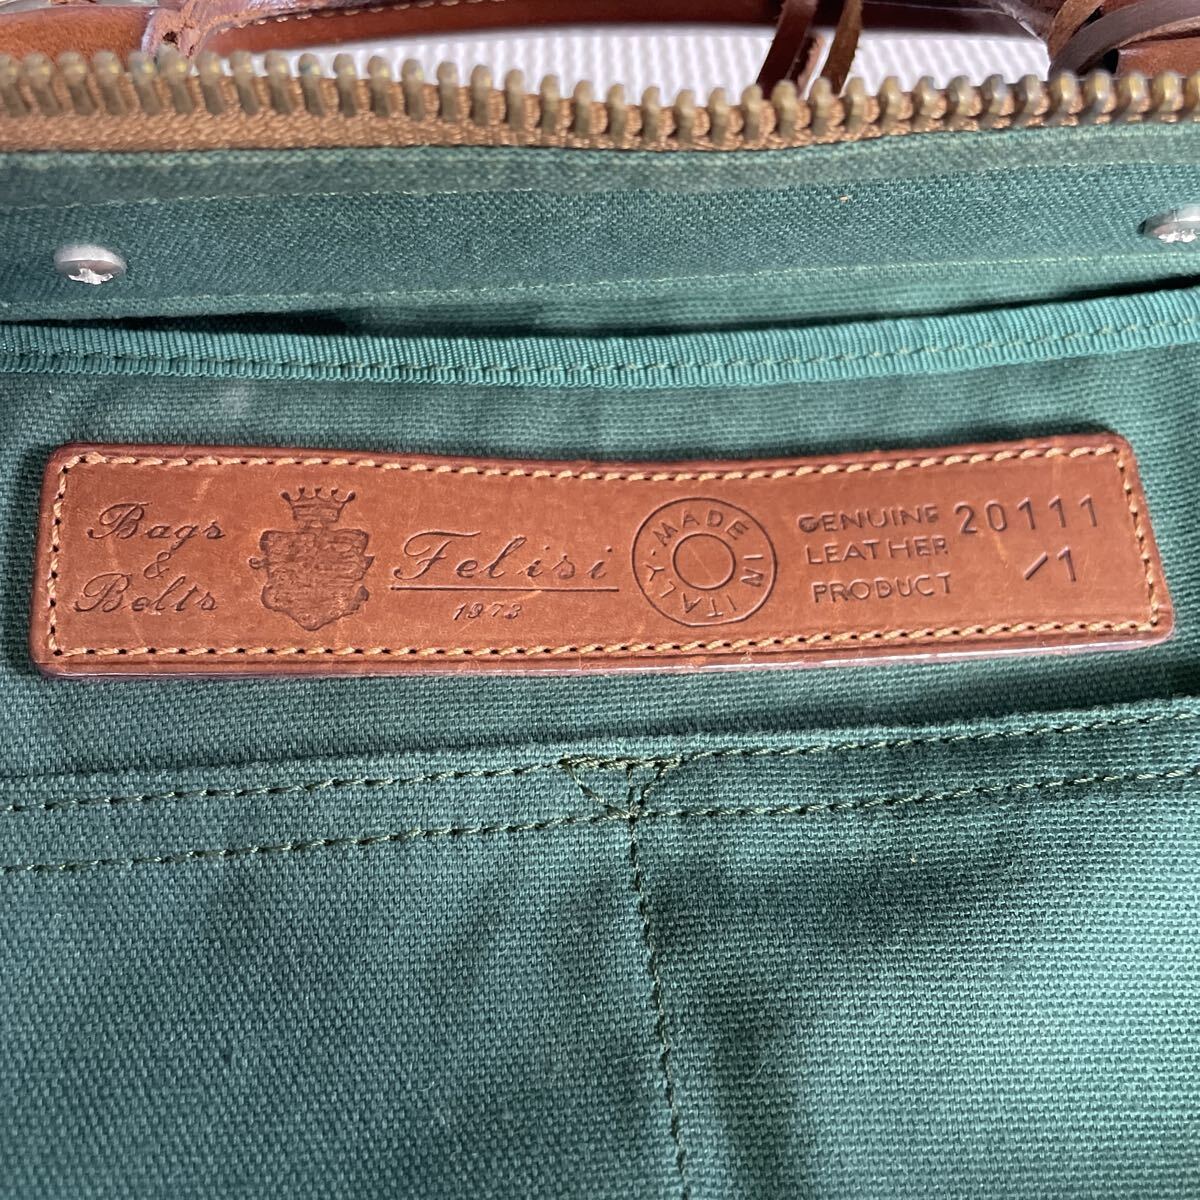 Bags
&
Belts
Felisi
1973
MADE IN ITALY-
GENUINE
LEATHER
PRODUCT
20111
/1